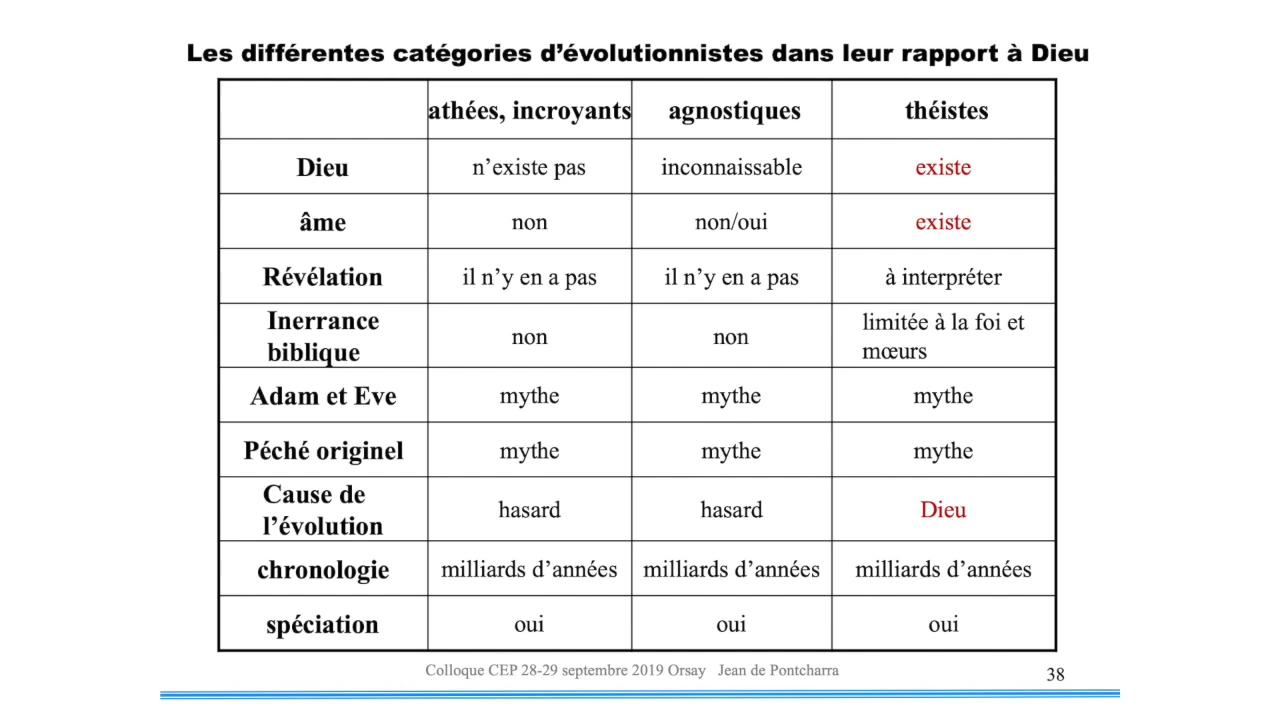 Les différentes catégories d’évolutionnistes dans leur rapport à Dieu
athées, incroyants agnostiques théistes
Dieu n’existe pas inconnaissable existe
âme non non/oui existe
Révélation il n’y en a pas il n’y en a pas à interpréter
Inerrance
biblique non non limitée à la foi et
mœurs
Adam et Eve mythe mythe mythe
Péché originel mythe mythe mythe
Cause de
l’évolution hasard hasard Dieu
chronologie milliards d’années milliards d’années milliards d’années
spéciation oui oui oui
Colloque CEP 28-29 septembre 2019 Orsay Jean de Pontcharra
38